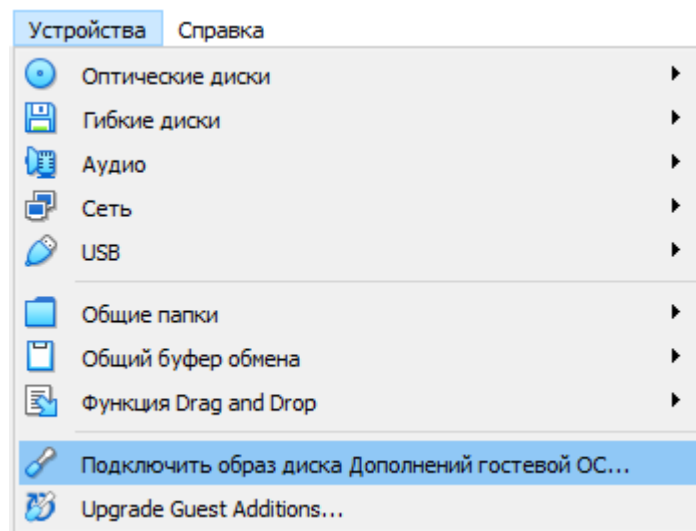 Устройства Справка
Оптические диски
Гибкие диски
Аудио
Сеть
USB
Общие папки
Общий буфер обмена
Функция Drag and Drop
Подключить образ диска Дополнений гостевой ОС...
Upgrade Guest Additions...